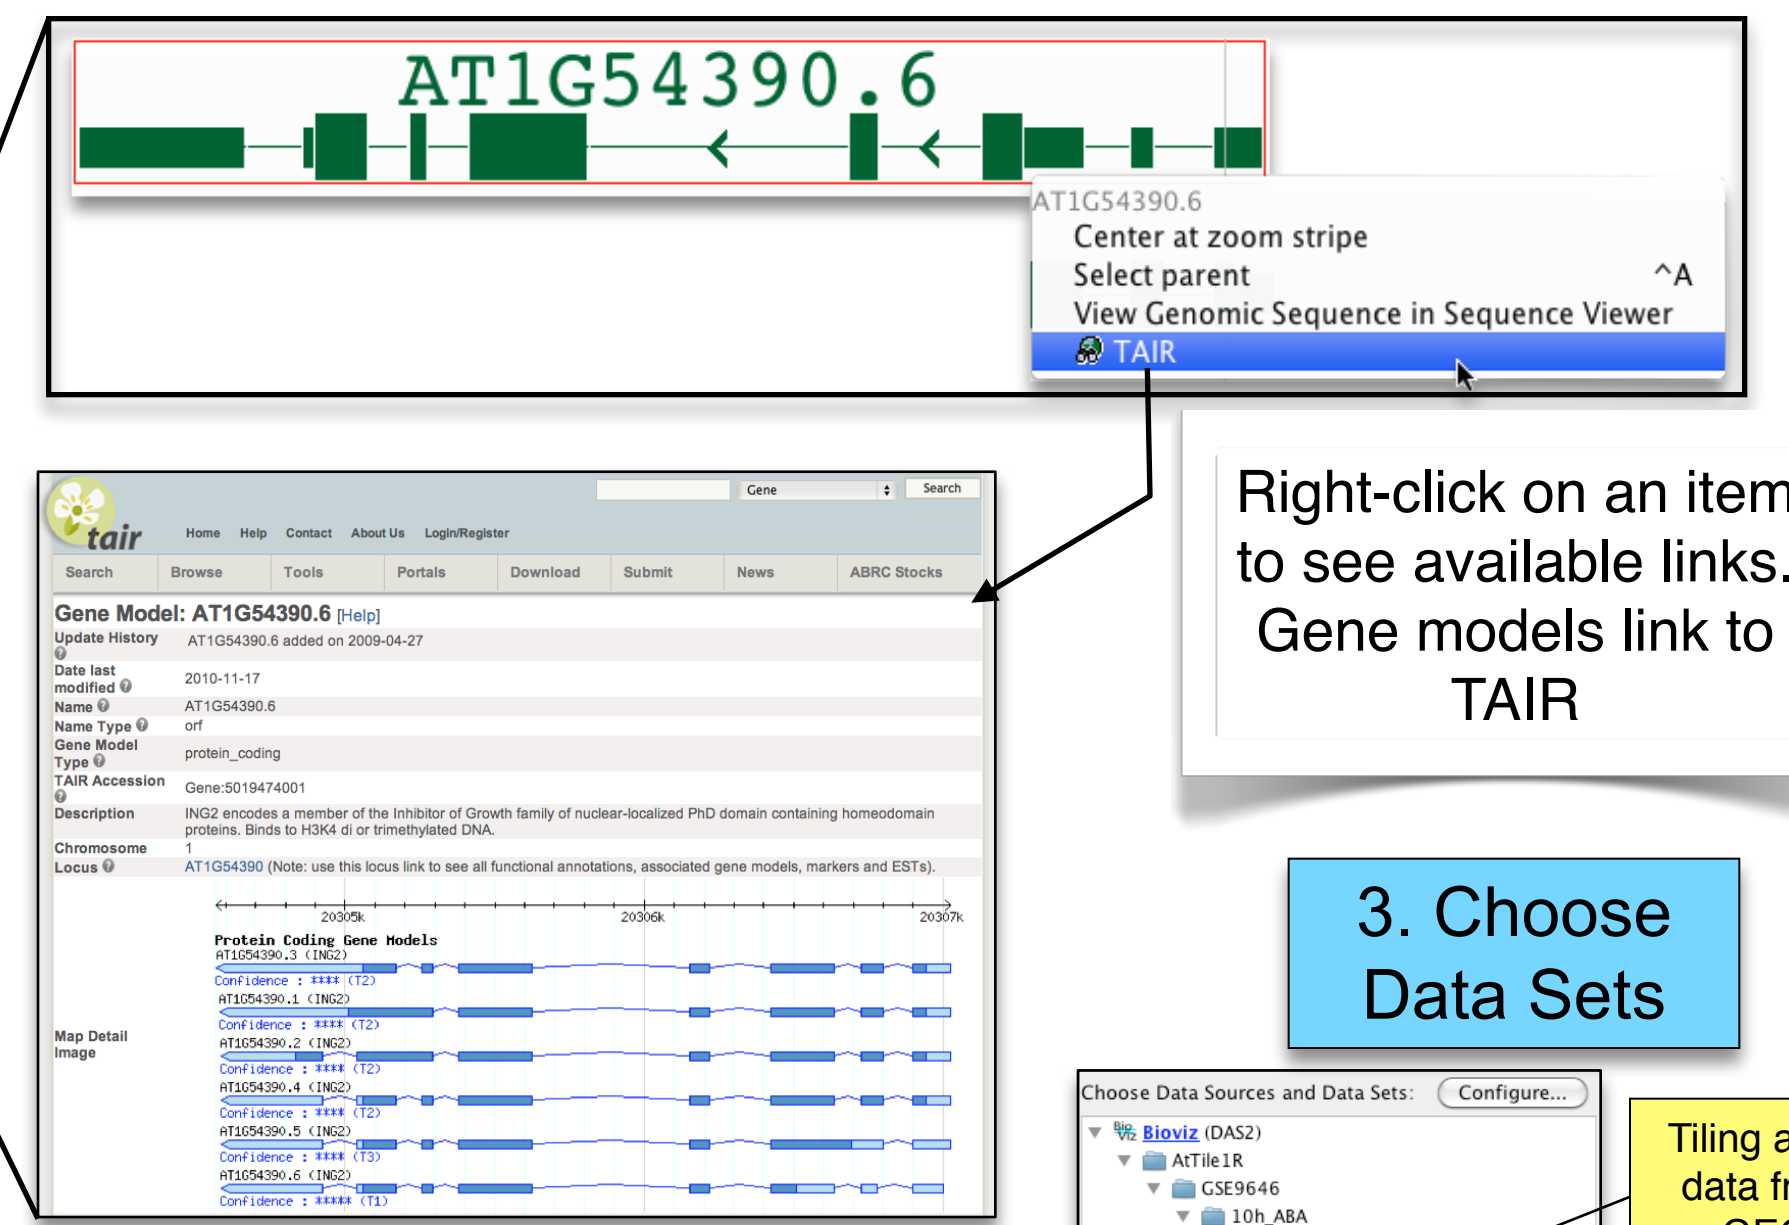 AT1G54390.6
AT1G54390.6
Center at zoom stripe
Select parent ^A
View Genomic Sequence in Sequence Viewer
TAIR
Right-click on an item
to see available links.
Gene models link to
TAIR
tair
Gene Search
Home Help Contact About Us Login/Register
Search Browse Tools Portals Download Submit News ABRC Stocks
Gene Model: AT1G54390.6 [Help]
Update History AT1G54390.6 added on 2009-04-27
Date last
modified 2010-11-17
Name AT1G54390.6
Name Type orf
Gene Model
Type protein_coding
TAIR Accession
Gene:5019474001
Description ING2 encodes a member of the Inhibitor of Growth family of nuclear-localized PhD domain containing homeodomain
proteins. Binds to H3K4 di or trimethylated DNA.
Chromosome 1
Locus AT1G54390 (Note: use this locus link to see all functional annotations, associated gene models, markers and ESTs).
Map Detail
Image
20305k 20306k 20307k
Protein Coding Gene Models
AT1G54390.3 (ING2)
Confidence : **** (T2)
AT1G54390.1 (ING2)
Confidence : **** (T2)
AT1G54390.2 (ING2)
Confidence : **** (T2)
AT1G54390.4 (ING2)
Confidence : **** (T2)
AT1G54390.5 (ING2)
Confidence : **** (T3)
AT1G54390.6 (ING2)
Confidence : ***** (T1)
3. Choose
Data Sets
Choose Data Sources and Data Sets: Configure...
Bioviz (DAS2)
AtTile1R
GSE9646
10h_ABA
Tiling
data